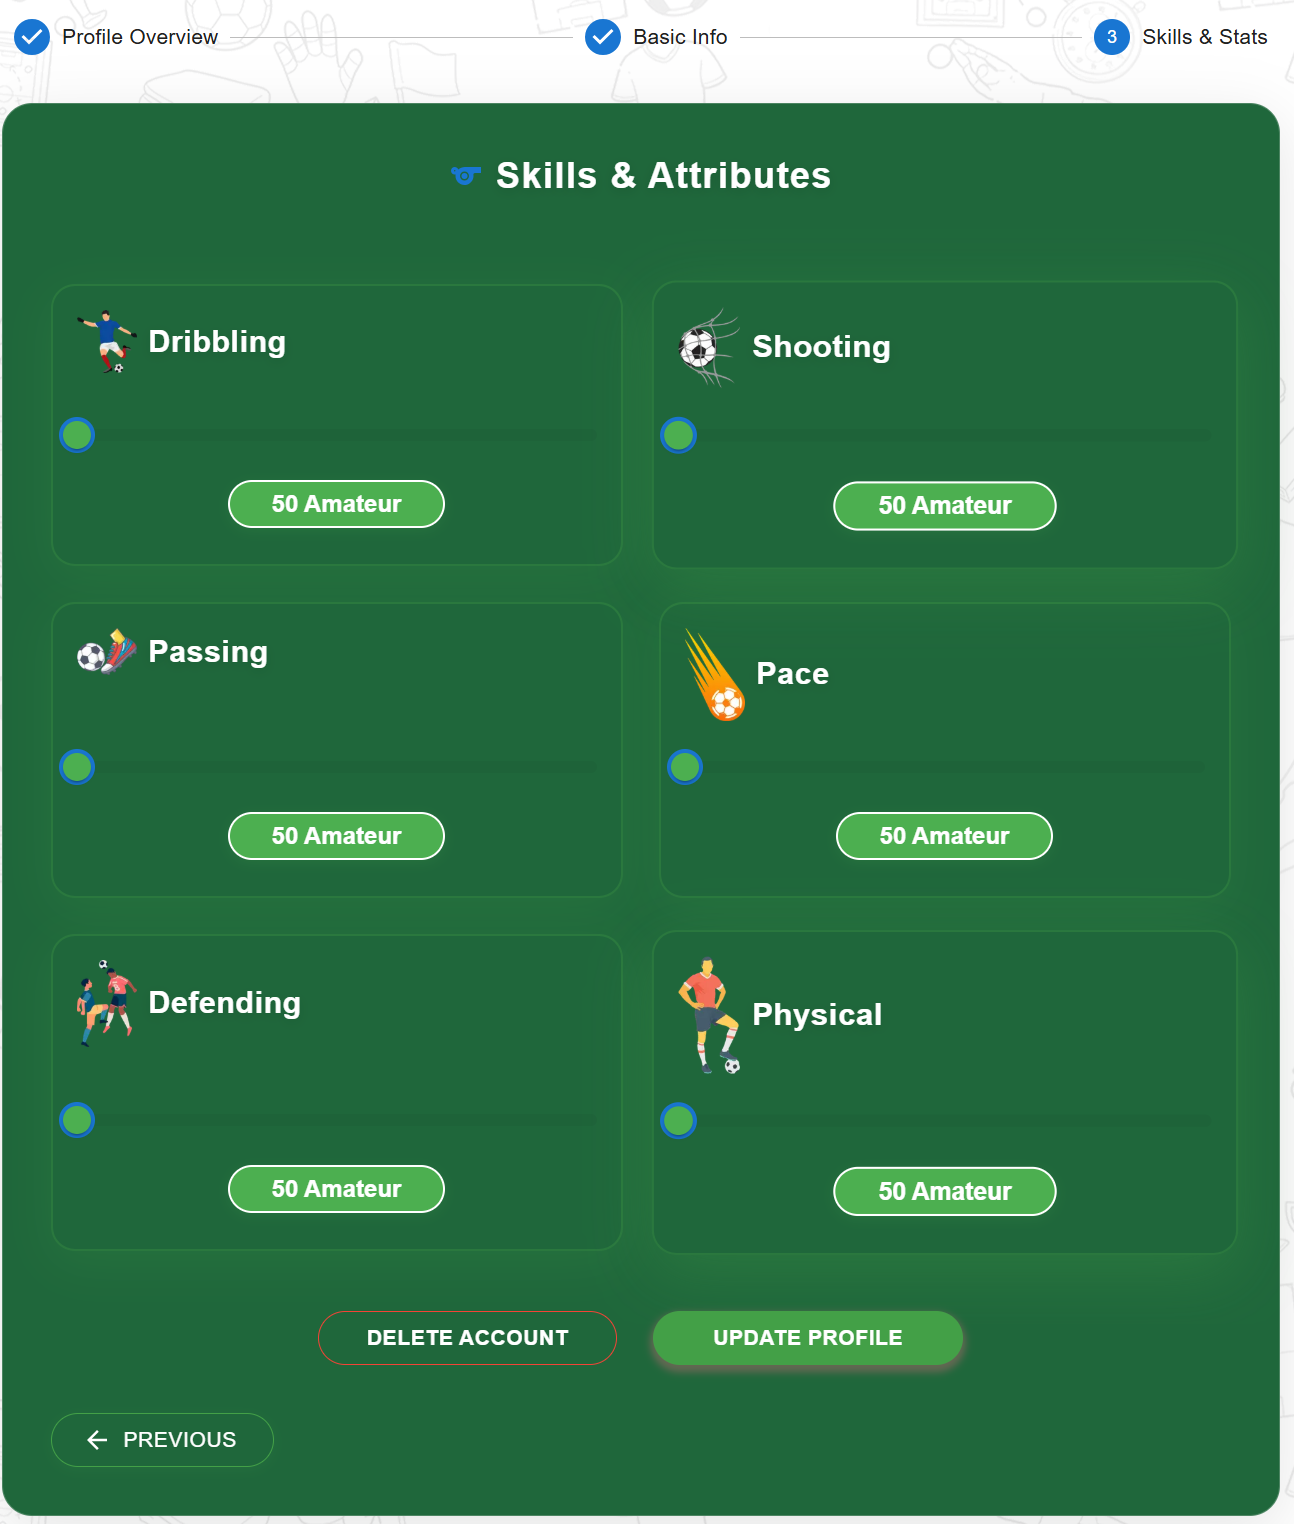 Profile Overview
Basic Info
3 Skills & Stats
Skills & Attributes
Dribbling
50 Amateur
Shooting
50 Amateur
Passing
50 Amateur
Pace
50 Amateur
Defending
50 Amateur
Physical
50 Amateur
DELETE ACCOUNT
UPDATE PROFILE
PREVIOUS